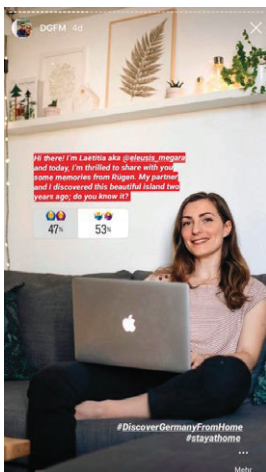 DGFM 4d
Hi there! I'm Laetitia aka @eleusis_megara
and today, I'm thrilled to share with you
some memories from Rügen. My partner
and I discovered this beautiful island two
years ago; do you know it?
47% 53%
#DiscoverGermanyFromHome
#stayathome
Mehr